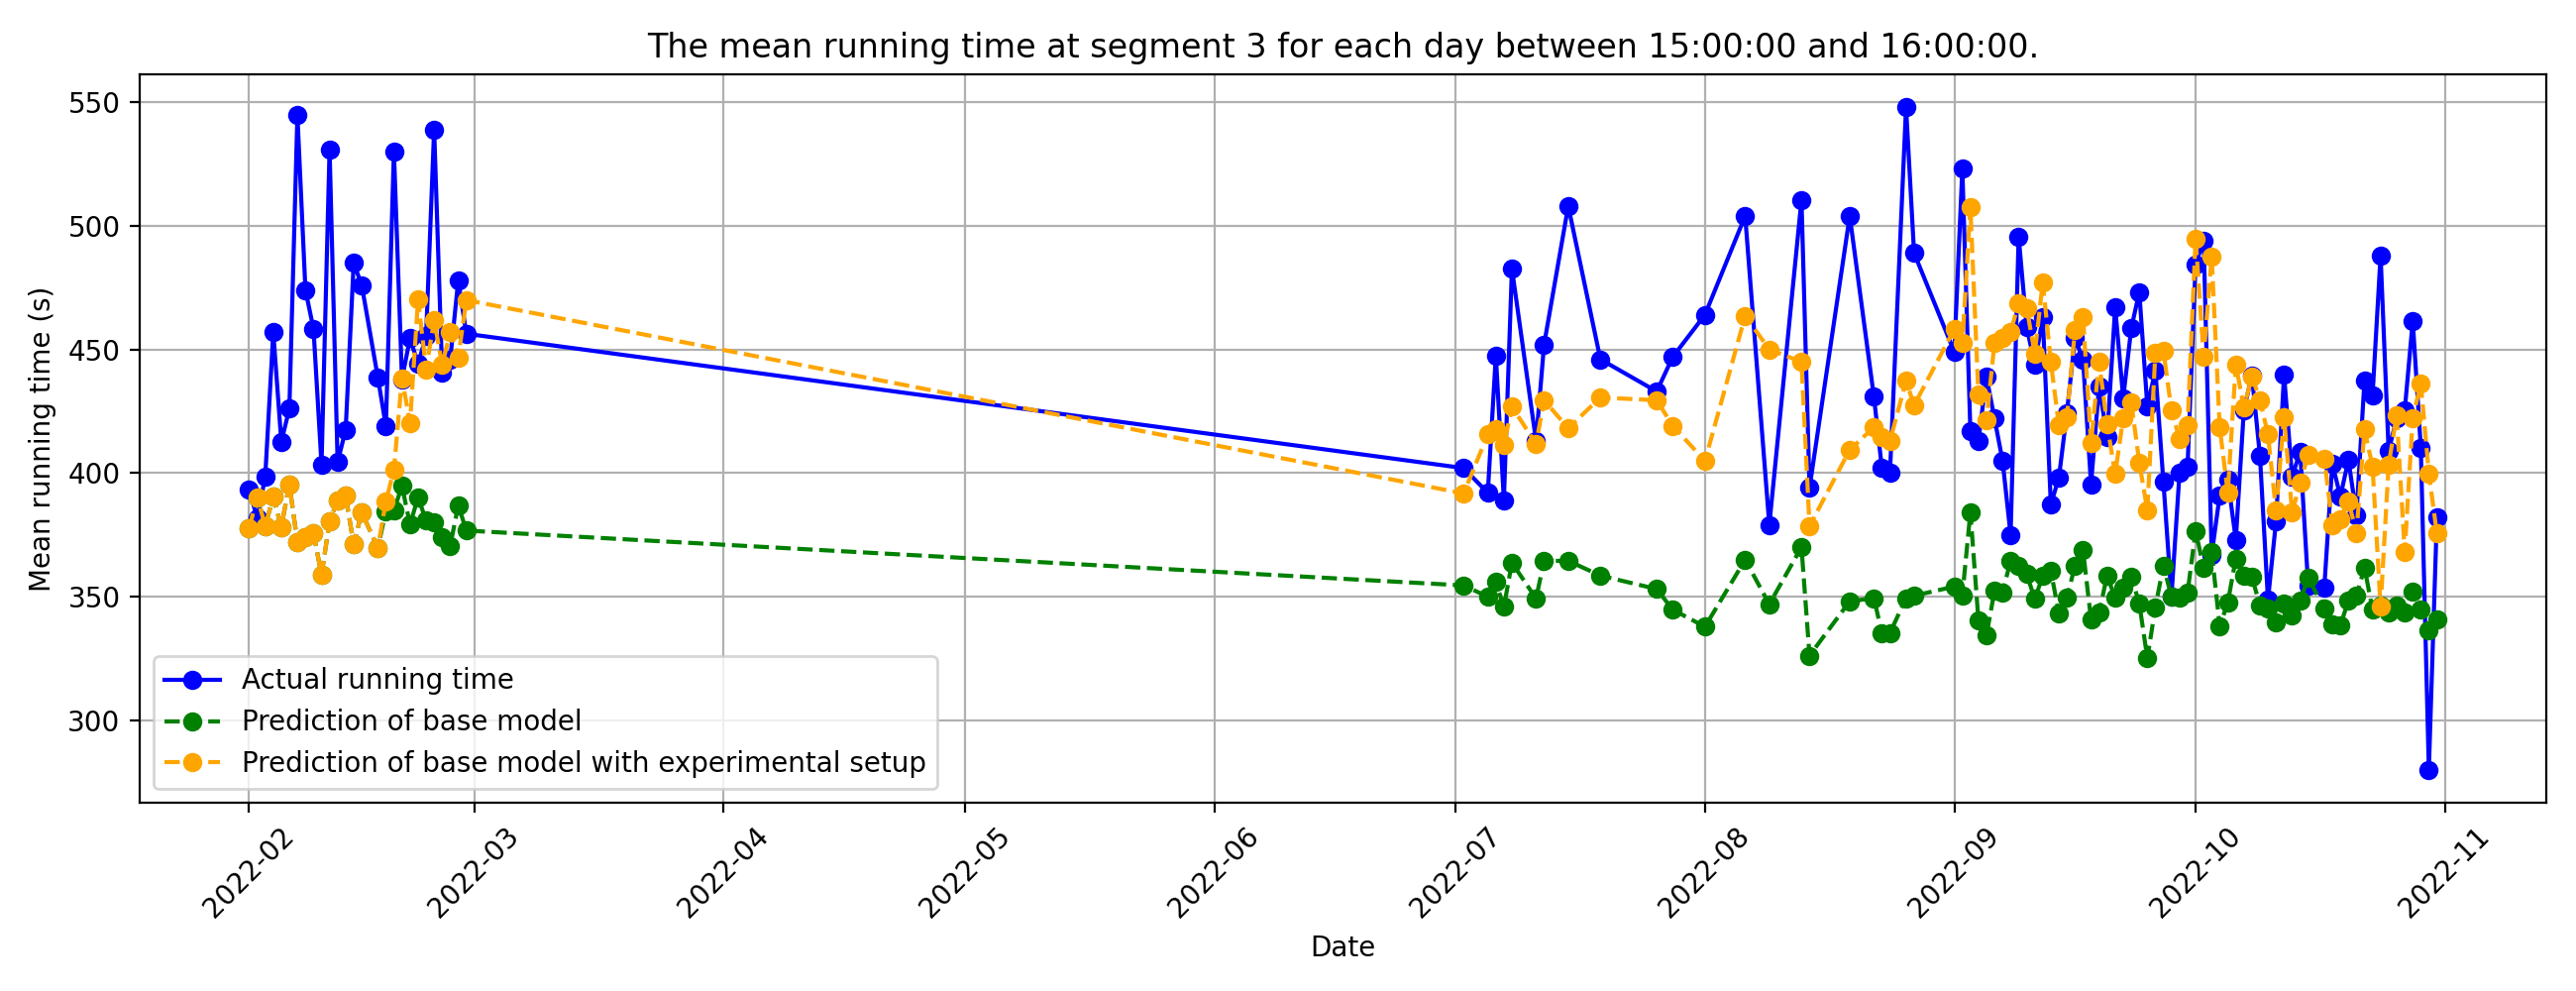 The mean running time at segment 3 for each day between 15:00:00 and 16:00:00.
Mean running time (s)
550
500
450
400
350
300
Actual running time
Prediction of base model
Prediction of base model with experimental setup
2022-02
2022-03
2022-04
2022-05
2022-06
2022-07
2022-08
2022-09
2022-10
2022-11
Date